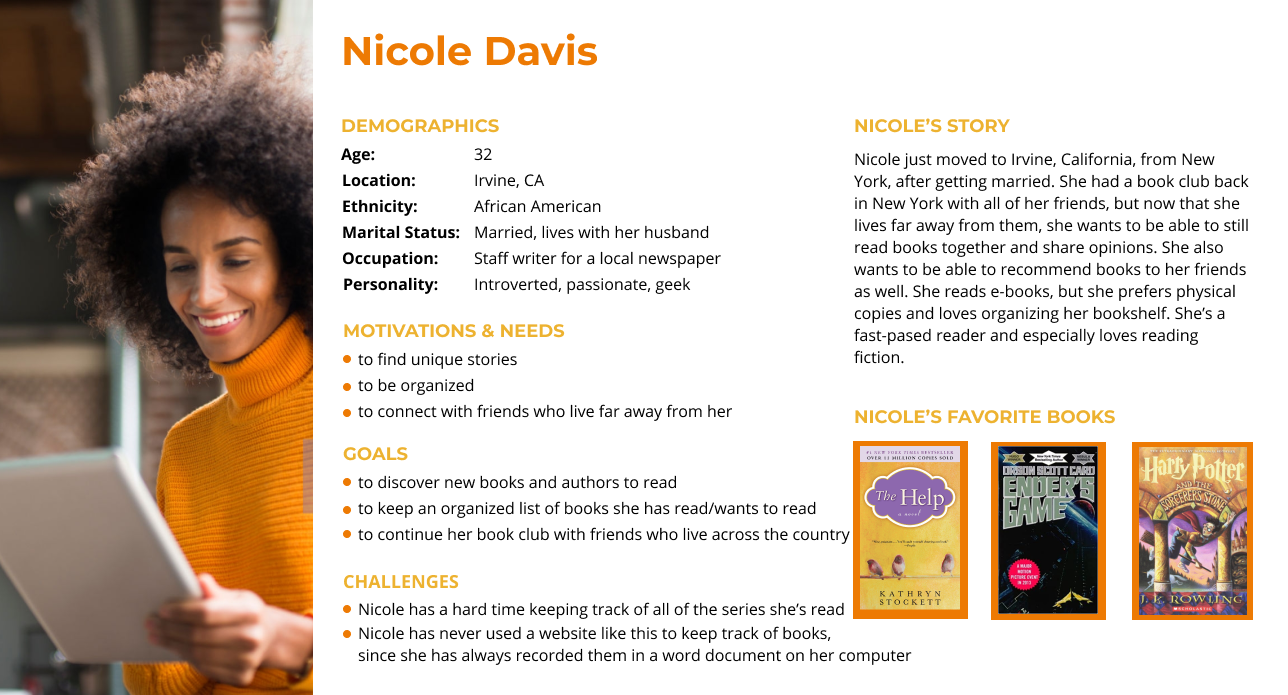 Nicole Davis
DEMOGRAPHICS
Age: 32
Location: Irvine, CA
Ethnicity: African American
Marital Status: Married, lives with her husband
Occupation: Staff writer for a local newspaper
Personality: Introverted, passionate, geek
MOTIVATIONS & NEEDS
to find unique stories
to be organized
to connect with friends who live far away from her
GOALS
to discover new books and authors to read
to keep an organized list of books she has read/wants to read
to continue her book club with friends who live across the country
CHALLENGES
Nicole has a hard time keeping track of all of the series she’s read
Nicole has never used a website like this to keep track of books,
since she has always recorded them in a word document on her computer
NICOLE’S STORY
Nicole just moved to Irvine, California, from New
York, after getting married. She had a book club back
in New York with all of her friends, but now that she
lives far away from them, she wants to be able to still
read books together and share opinions. She also
wants to be able to recommend books to her friends
as well. She reads e-books, but she prefers physical
copies and loves organizing her bookshelf. She’s a
fast-pased reader and especially loves reading
fiction.
NICOLE’S FAVORITE BOOKS
#1 NEW YORK TIMES BESTSELLER
OVER 11 MILLION COPIES SOLD
The Help
a novel
KATHRYN
STOCKETT
New York Times
Bestselling Author
ORSON SCOTT CARD
ENDER'S
GAME
A MAJOR
MOTION
PICTURE EVENT
IN 2013
Harry Potter
AND THE
SORCERER'S STONE
J. K. ROWLING
SCHOLASTIC